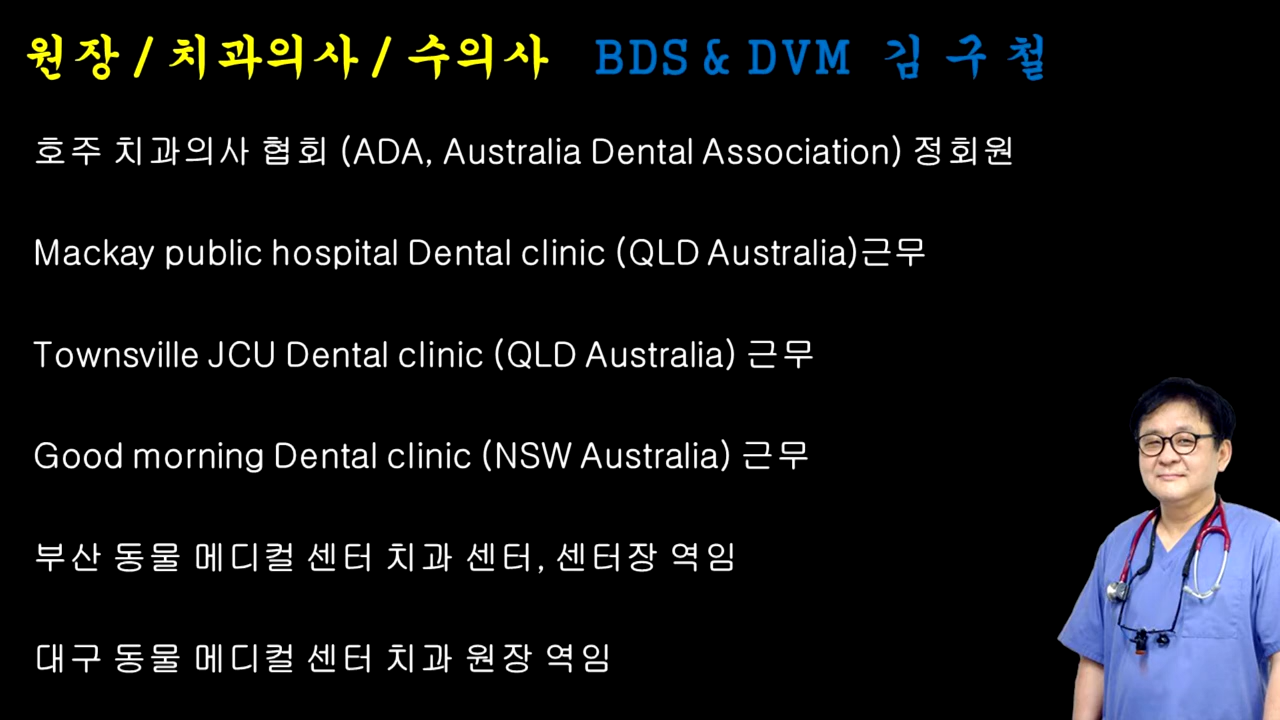 원장 / 치과의사 / 수의사 BDS & DVM 김 구 철
호주 치과의사 협회 (ADA, Australia Dental Association) 정회원
Mackay public hospital Dental clinic (QLD Australia)근무
Townsville JCU Dental clinic (QLD Australia) 근무
Good morning Dental clinic (NSW Australia) 근무
부산 동물 메디컬 센터 치과 센터, 센터장 역임
대구 동물 메디컬 센터 치과 원장 역임